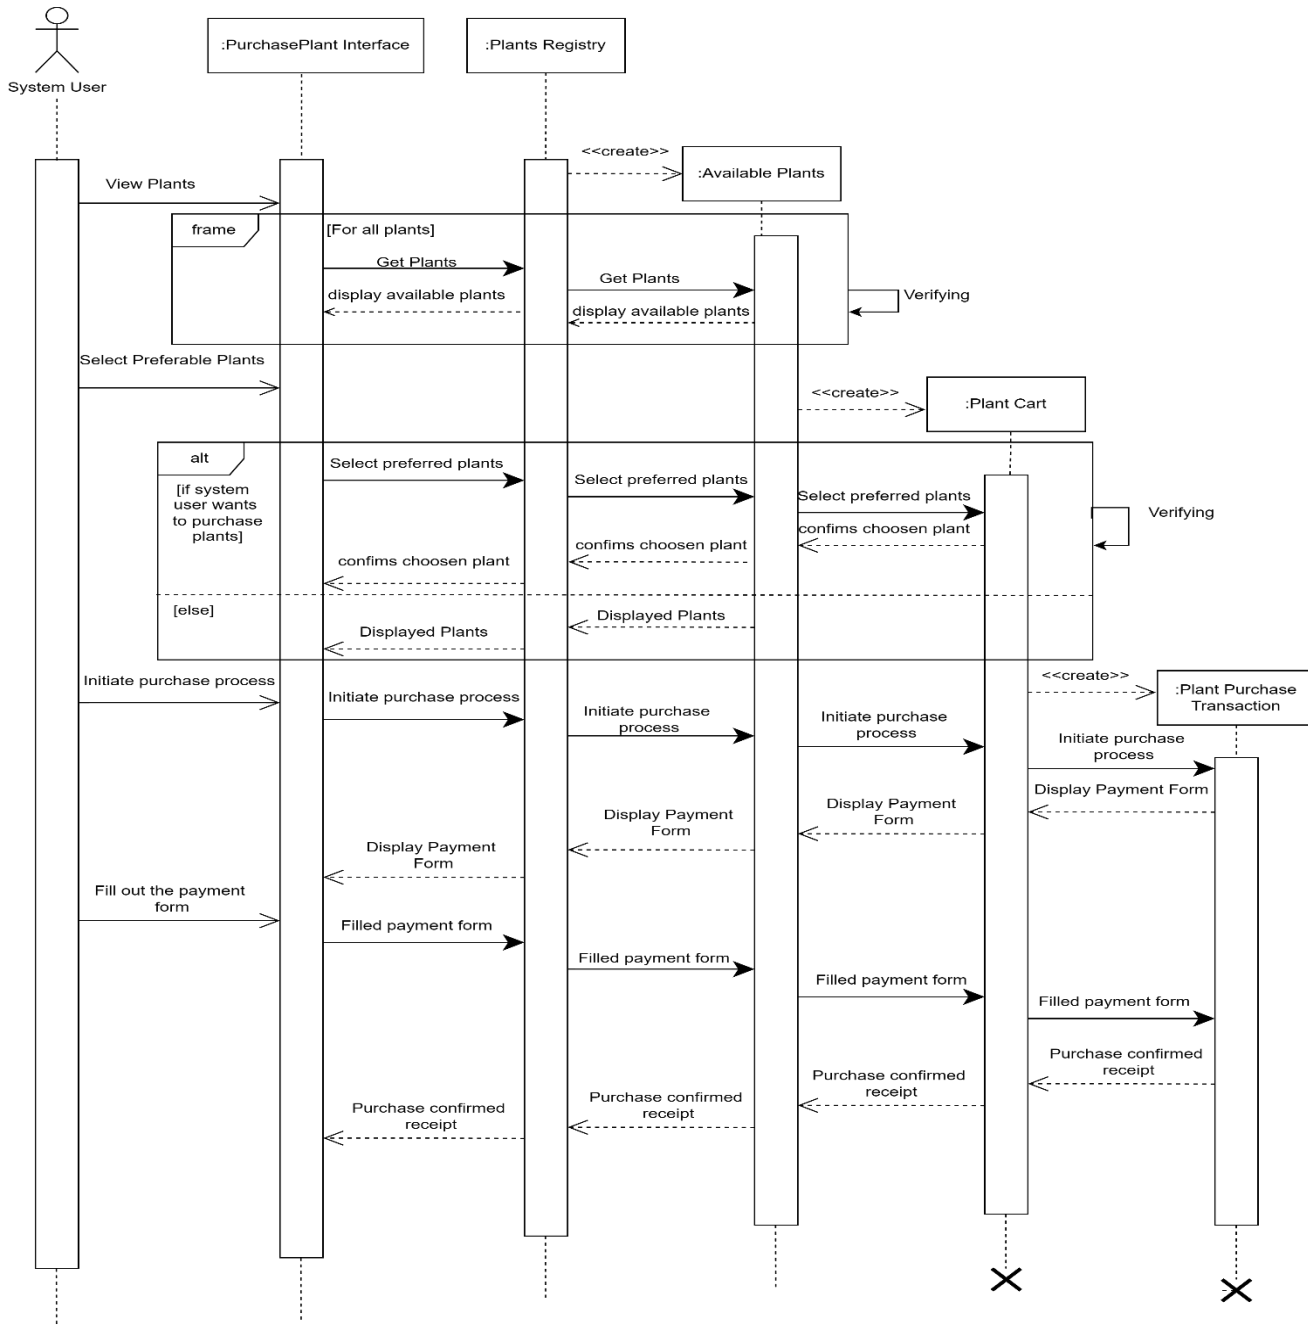 System User
:PurchasePlant Interface
:Plants Registry
<<create>>
:Available Plants
View Plants
frame
[For all plants]
Get Plants
Get Plants
display available plants
Verifying
display available plants
Select Preferable Plants
<<create>>
:Plant Cart
alt
[if system
user wants
to purchase
plants]
Select preferred plants
Select preferred plants
Select preferred plants
Verifying
confims choosen plant
confims choosen plant
confims choosen plant
[else]
Displayed Plants
Displayed Plants
Initiate purchase process
<<create>>
:Plant Purchase
Transaction
Initiate purchase process
Initiate purchase
process
Initiate purchase
process
Initiate purchase
process
Display Payment Form
Display Payment
Form
Display Payment
Form
Display Payment
Form
Fill out the payment
form
Filled payment form
Filled payment form
Filled payment form
Filled payment form
Purchase confirmed
receipt
Purchase confirmed
receipt
Purchase confirmed
receipt
Purchase confirmed
receipt